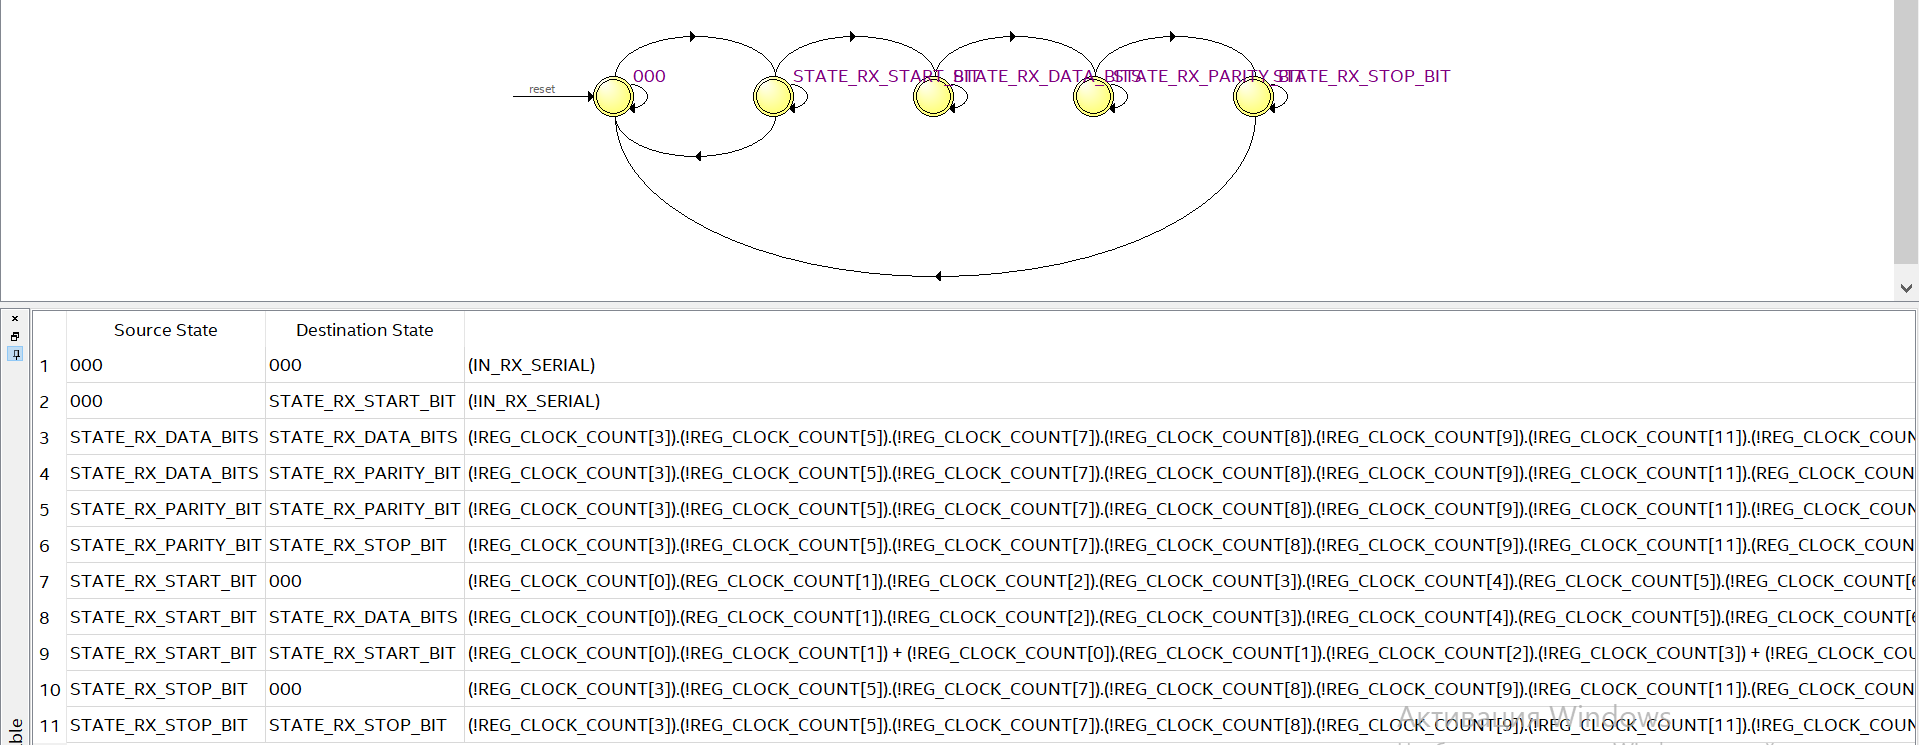 reset
000
STATE_RX_START_BIT
STATE_RX_DATA_BITS
STATE_RX_PARITY_BIT
STATE_RX_STOP_BIT
Source State Destination State
1 000 000 (IN_RX_SERIAL)
2 000 STATE_RX_START_BIT (!IN_RX_SERIAL)
3 STATE_RX_DATA_BITS STATE_RX_DATA_BITS (!REG_CLOCK_COUNT[3]).(!REG_CLOCK_COUNT[5]).(!REG_CLOCK_COUNT[7]).(!REG_CLOCK_COUNT[8]).(!REG_CLOCK_COUNT[9]).(!REG_CLOCK_COUNT[11]).(!REG_CLOCK_COUN
4 STATE_RX_DATA_BITS STATE_RX_PARITY_BIT (!REG_CLOCK_COUNT[3]).(!REG_CLOCK_COUNT[5]).(!REG_CLOCK_COUNT[7]).(!REG_CLOCK_COUNT[8]).(!REG_CLOCK_COUNT[9]).(!REG_CLOCK_COUNT[11]).(REG_CLOCK_COUN
5 STATE_RX_PARITY_BIT STATE_RX_PARITY_BIT (!REG_CLOCK_COUNT[3]).(!REG_CLOCK_COUNT[5]).(!REG_CLOCK_COUNT[7]).(!REG_CLOCK_COUNT[8]).(!REG_CLOCK_COUNT[9]).(!REG_CLOCK_COUNT[11]).(!REG_CLOCK_COUN
6 STATE_RX_PARITY_BIT STATE_RX_STOP_BIT (!REG_CLOCK_COUNT[3]).(!REG_CLOCK_COUNT[5]).(!REG_CLOCK_COUNT[7]).(!REG_CLOCK_COUNT[8]).(!REG_CLOCK_COUNT[9]).(!REG_CLOCK_COUNT[11]).(REG_CLOCK_COUN
7 STATE_RX_START_BIT 000 (!REG_CLOCK_COUNT[0]).(REG_CLOCK_COUNT[1]).(!REG_CLOCK_COUNT[2]).(REG_CLOCK_COUNT[3]).(!REG_CLOCK_COUNT[4]).(REG_CLOCK_COUNT[5]).(!REG_CLOCK_COUNT[6
8 STATE_RX_START_BIT STATE_RX_DATA_BITS (!REG_CLOCK_COUNT[0]).(REG_CLOCK_COUNT[1]).(!REG_CLOCK_COUNT[2]).(REG_CLOCK_COUNT[3]).(!REG_CLOCK_COUNT[4]).(REG_CLOCK_COUNT[5]).(!REG_CLOCK_COUNT[6
9 STATE_RX_START_BIT STATE_RX_START_BIT (!REG_CLOCK_COUNT[0]).(!REG_CLOCK_COUNT[1]) + (!REG_CLOCK_COUNT[0]).(REG_CLOCK_COUNT[1]).(!REG_CLOCK_COUNT[2]).(!REG_CLOCK_COUNT[3]) + (!REG_CLOCK_COU
10 STATE_RX_STOP_BIT 000 (!REG_CLOCK_COUNT[3]).(!REG_CLOCK_COUNT[5]).(!REG_CLOCK_COUNT[7]).(!REG_CLOCK_COUNT[8]).(!REG_CLOCK_COUNT[9]).(!REG_CLOCK_COUNT[11]).(REG_CLOCK_COUN
11 STATE_RX_STOP_BIT STATE_RX_STOP_BIT (!REG_CLOCK_COUNT[3]).(!REG_CLOCK_COUNT[5]).(!REG_CLOCK_COUNT[7]).(!REG_CLOCK_COUNT[8]).(!REG_CLOCK_COUNT[9]).(!REG_CLOCK_COUNT[11]).(!REG_CLOCK_COUN
Активация Windows
ble